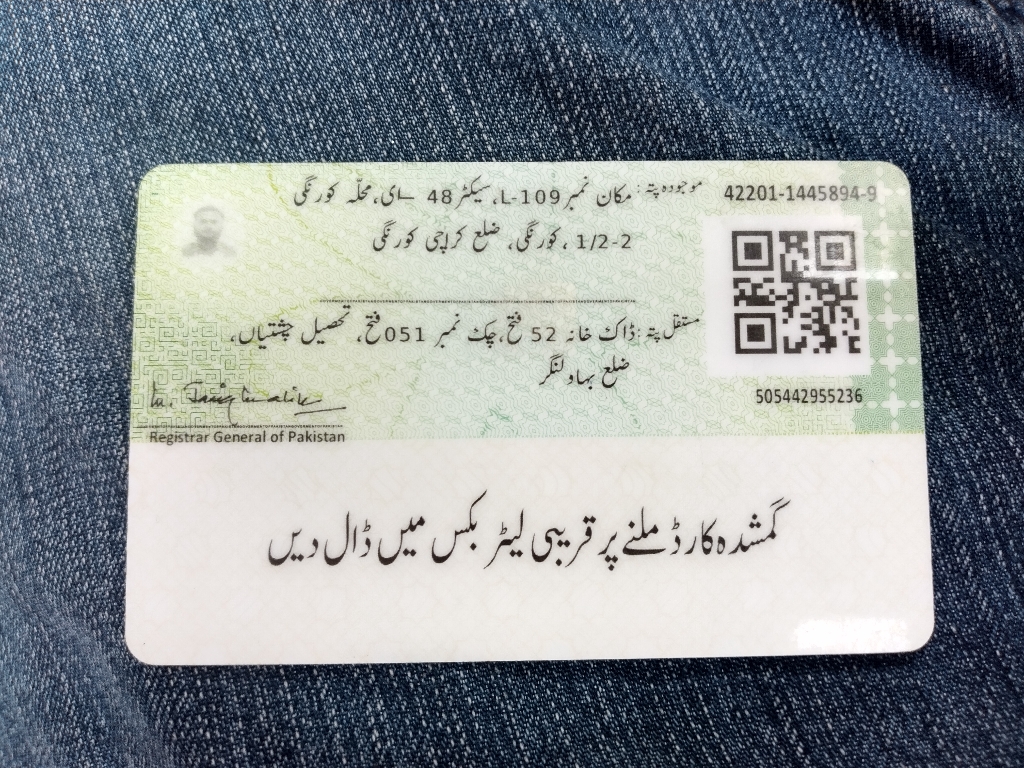 42201-1445894-9
موجودہ پتہ: مکان نمبر L-109، سیکٹر 48 ای، محلّہ کورنگی
1/2-2 ، کورنگی، ضلع کراچی کورنگی
مستقل پتہ: ڈاک خانہ 52 فتح، چک نمبر 051 فتح، تحصیل چشتیاں،
ضلع بہاولنگر
505442955236
Registrar General of Pakistan
گمشدہ کارڈ ملنے پر قریبی لیٹر بکس میں ڈال دیں